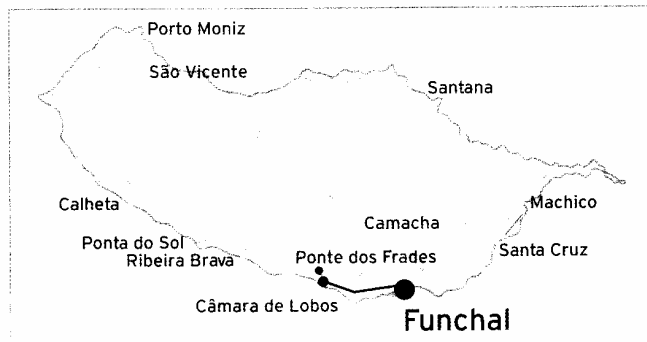 Porto Moniz
São Vicente
Santana
Calheta
Machico
Camacha
Ponta do Sol
Santa Cruz
Ribeira Brava
Ponte dos Frades
Câmara de Lobos
Funchal